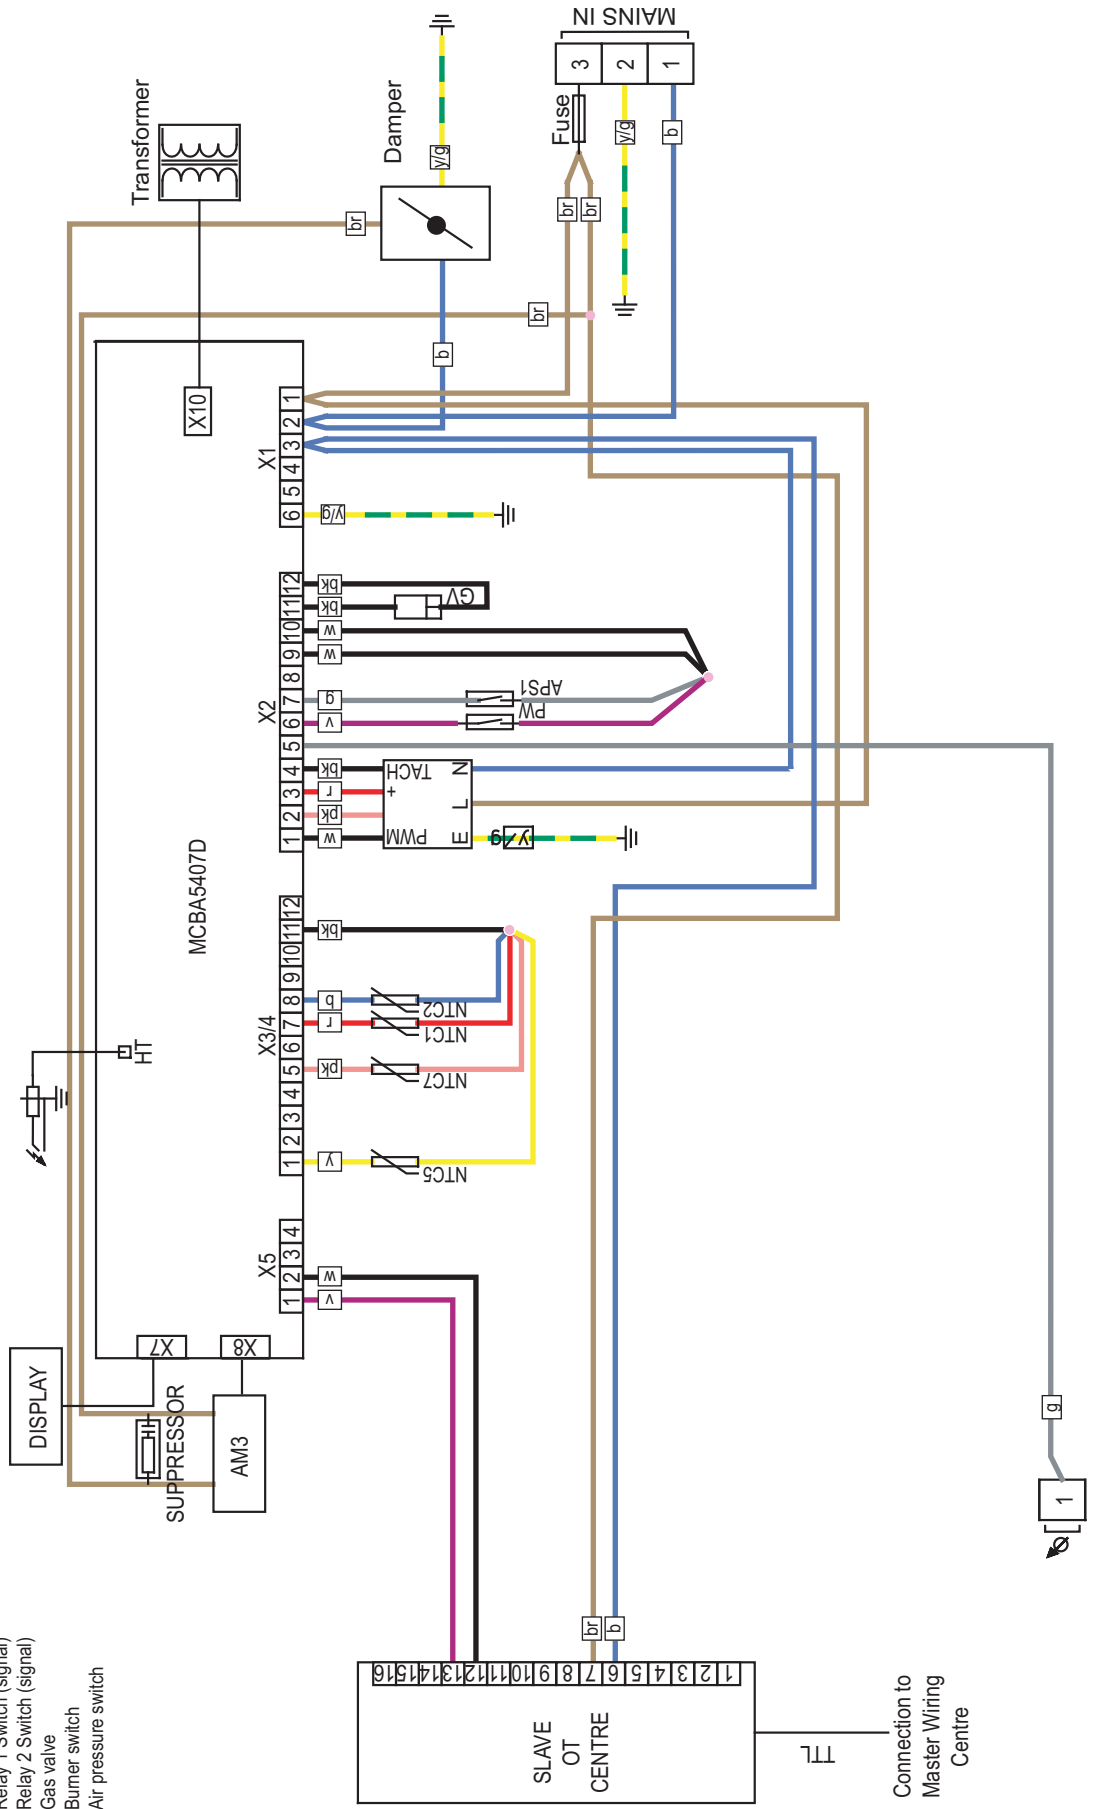 Relay 1 Switch (signal)
Relay 2 Switch (signal)
Gas valve
Burner switch
Air pressure switch
DISPLAY
SUPPRESSOR
AM3
X7
X8
HT
MCBA5407D
X10
Transformer
Damper
br
y/g
b
br
MAINS IN
3
2
1
Fuse
y/g
b
br
br
X5
1 2 3 4
v
w
X3/4
1 2 3 4 5 6 7 8 9 10 11 12
y
pk
r
b
bk
NTC5
NTC7
NTC1
NTC2
X2
1 2 3 4 5 6 7 8 9 10 11 12
w
pk
r
bk
v
g
w
w
bk
bk
PWM
+
TACH
E L N
y/g
PW
APS1
GV
X1
6 5 4 3 2 1
y/g
SLAVE
OT
CENTRE
1 2 3 4 5 6 7 8 9 10 11 12 13 14 15 16
br
b
TTL
Connection to
Master Wiring
Centre
g
1